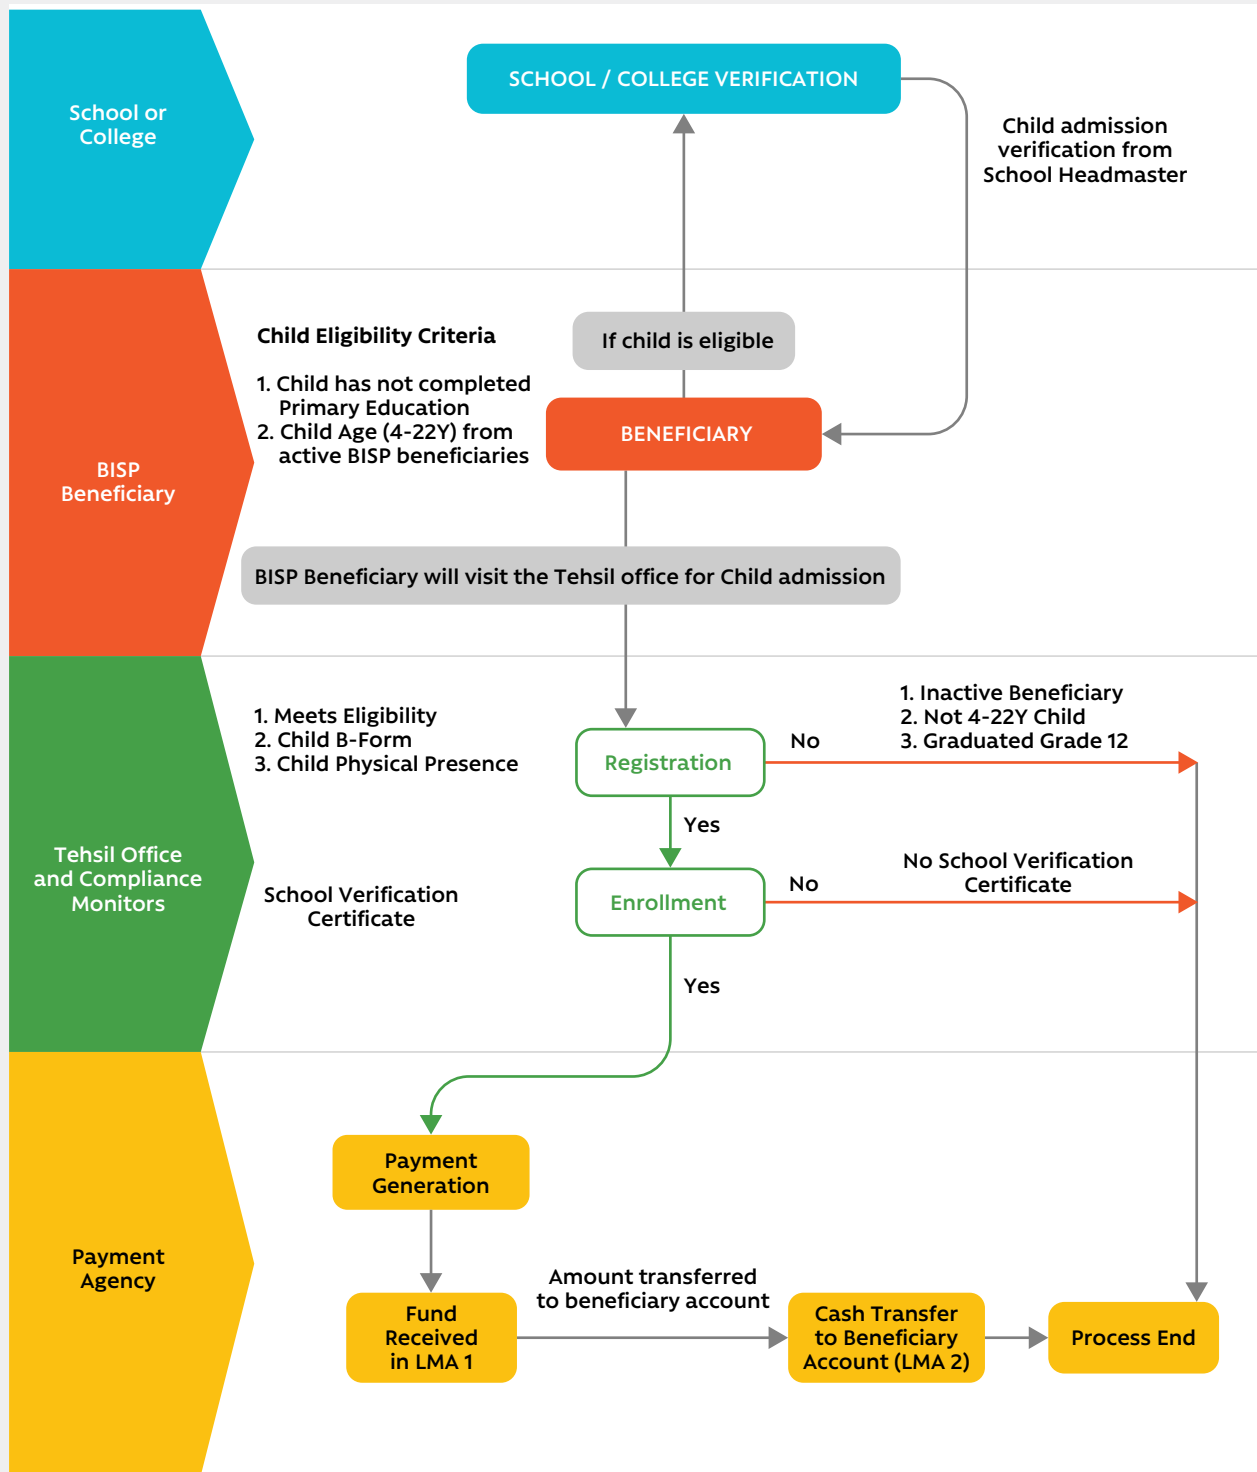 School or
College
SCHOOL / COLLEGE VERIFICATION
Child admission
verification from
School Headmaster
BISP
Beneficiary
Child Eligibility Criteria
1. Child has not completed
Primary Education
2. Child Age (4-22Y) from
active BISP beneficiaries
If child is eligible
BENEFICIARY
BISP Beneficiary will visit the Tehsil office for Child admission
Tehsil Office
and Compliance
Monitors
1. Meets Eligibility
2. Child B-Form
3. Child Physical Presence
Registration
No
1. Inactive Beneficiary
2. Not 4-22Y Child
3. Graduated Grade 12
Yes
School Verification
Certificate
Enrollment
No
No School Verification
Certificate
Yes
Payment
Agency
Payment
Generation
Fund
Received
in LMA 1
Amount transferred
to beneficiary account
Cash Transfer
to Beneficiary
Account (LMA 2)
Process End